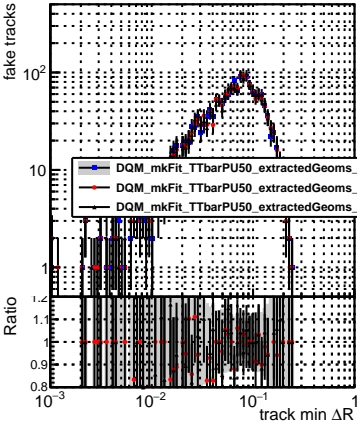 fake tracks
10²
10
1
DQM_mkFit_TTbarPU50_extractedGeoms_
DQM_mkFit_TTbarPU50_extractedGeoms_
DQM_mkFit_TTbarPU50_extractedGeoms_
Ratio
1.2
1.1
1
0.9
0.8
10⁻³ 10⁻² 10⁻¹ 1
track min ΔR